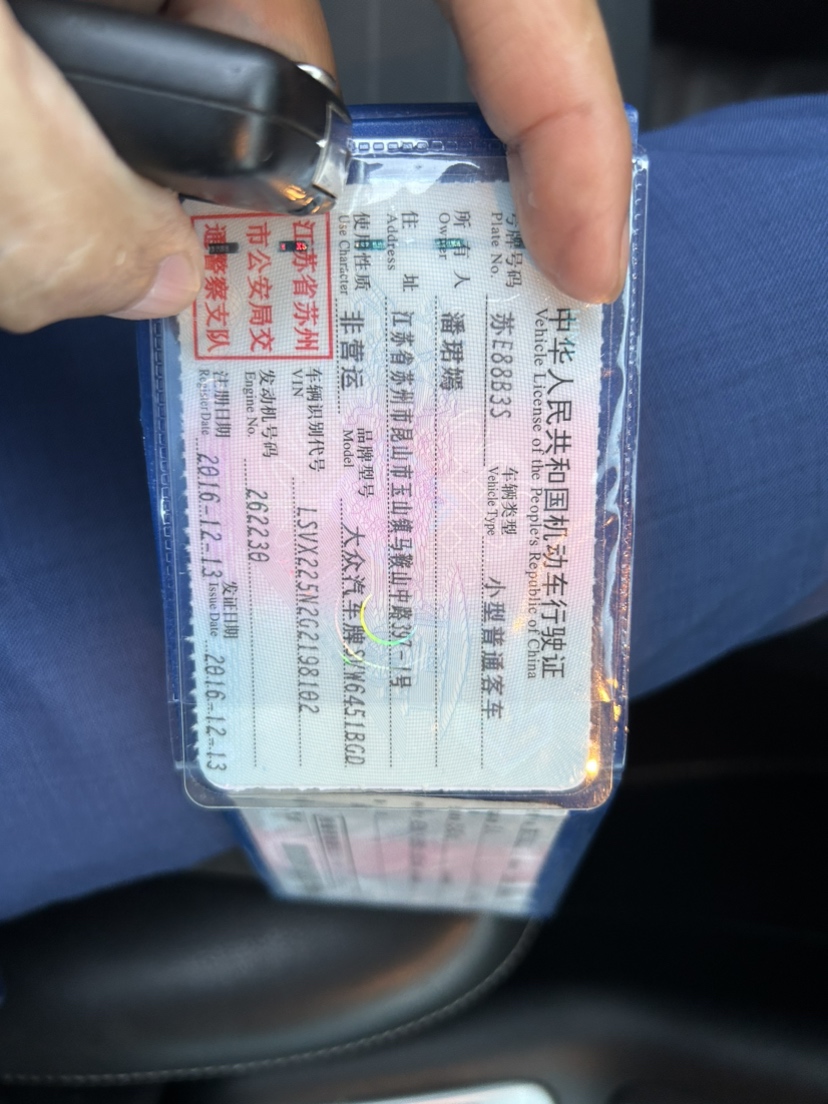 中华人民共和国机动车行驶证
Vehicle License of the People's Republic of China
号牌号码 苏E88B3S 车辆类型 小型普通客车
Plate No. Vehicle Type
所有人 潘珺嫣
Owner
住址 江苏省苏州市昆山市玉山镇马鞍山中路397-1号
Address
使用性质 非营运 品牌型号 大众汽车牌SVW6451BGD
Use Character Model
江苏省苏州
市公安局交
通警察支队
车辆识别代号 LSVX225N2G2198102
VIN
发动机号码 262230
Engine No.
注册日期 2016-12-13 发证日期 2016-12-13
Register Date Issue Date